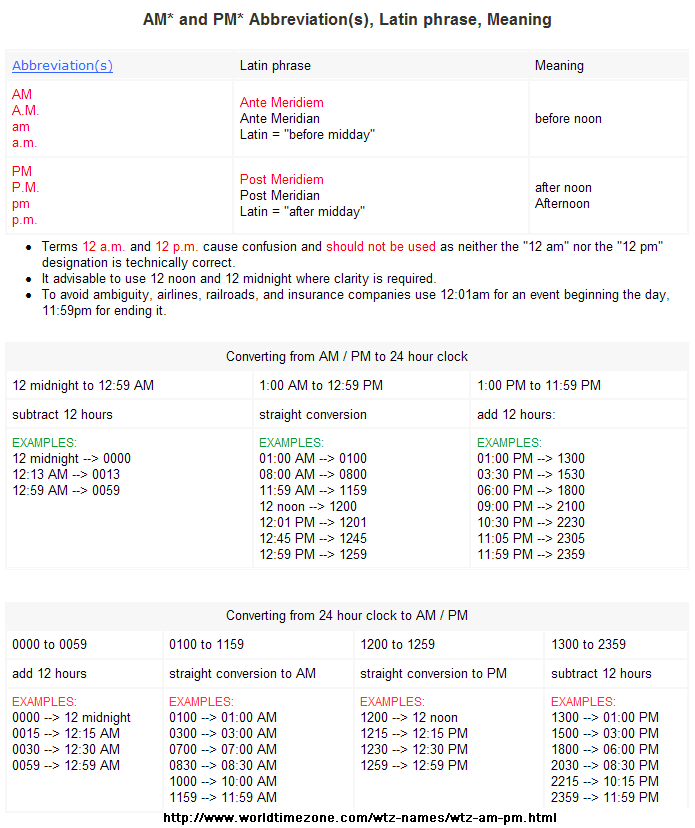 AM* and PM* Abbreviation(s), Latin phrase, Meaning
Abbreviation(s) Latin phrase Meaning
AM
A.M.
am
a.m.
Ante Meridiem
Ante Meridian
Latin = "before midday"
before noon
PM
P.M.
pm
p.m.
Post Meridiem
Post Meridian
Latin = "after midday"
after noon
Afternoon
• Terms 12 a.m. and 12 p.m. cause confusion and should not be used as neither the "12 am" nor the "12 pm"
designation is technically correct.
• It advisable to use 12 noon and 12 midnight where clarity is required.
• To avoid ambiguity, airlines, railroads, and insurance companies use 12:01am for an event beginning the day,
11:59pm for ending it.
Converting from AM / PM to 24 hour clock
12 midnight to 12:59 AM 1:00 AM to 12:59 PM 1:00 PM to 11:59 PM
subtract 12 hours straight conversion add 12 hours:
EXAMPLES:
12 midnight --> 0000
12:13 AM --> 0013
12:59 AM --> 0059
EXAMPLES:
01:00 AM --> 0100
08:00 AM --> 0800
11:59 AM --> 1159
12 noon --> 1200
12:01 PM --> 1201
12:45 PM --> 1245
12:59 PM --> 1259
EXAMPLES:
01:00 PM --> 1300
03:30 PM --> 1530
06:00 PM --> 1800
09:00 PM --> 2100
10:30 PM --> 2230
11:05 PM --> 2305
11:59 PM --> 2359
Converting from 24 hour clock to AM / PM
0000 to 0059 0100 to 1159 1200 to 1259 1300 to 2359
add 12 hours straight conversion to AM straight conversion to PM subtract 12 hours
EXAMPLES:
0000 --> 12 midnight
0015 --> 12:15 AM
0030 --> 12:30 AM
0059 --> 12:59 AM
EXAMPLES:
0100 --> 01:00 AM
0300 --> 03:00 AM
0700 --> 07:00 AM
0830 --> 08:30 AM
1000 --> 10:00 AM
1159 --> 11:59 AM
EXAMPLES:
1200 --> 12 noon
1215 --> 12:15 PM
1230 --> 12:30 PM
1259 --> 12:59 PM
EXAMPLES:
1300 --> 01:00 PM
1500 --> 03:00 PM
1800 --> 06:00 PM
2030 --> 08:30 PM
2215 --> 10:15 PM
2359 --> 11:59 PM
http://www.worldtimezone.com/wtz-names/wtz-am-pm.html